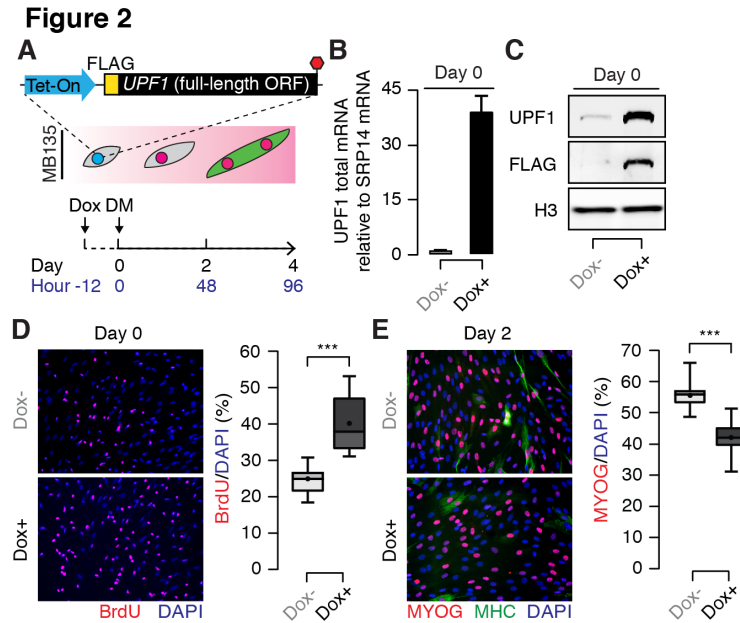 Figure 2
A
FLAG
Tet-On
UPF1 (full-length ORF)
MB135
Dox DM
Day 0 2 4
Hour -12 0 48 96
B
Day 0
UPF1 total mRNA
relative to SRP14 mRNA
45
30
15
0
Dox-
Dox+
C
Day 0
UPF1
FLAG
H3
Dox-
Dox+
D
Day 0
Dox-
Dox+
BrdU DAPI
BrdU/DAPI (%)
60
50
40
30
20
10
0
***
Dox-
Dox+
E
Day 2
Dox-
Dox+
MYOG MHC DAPI
MYOG/DAPI (%)
70
60
50
40
30
20
10
0
***
Dox-
Dox+